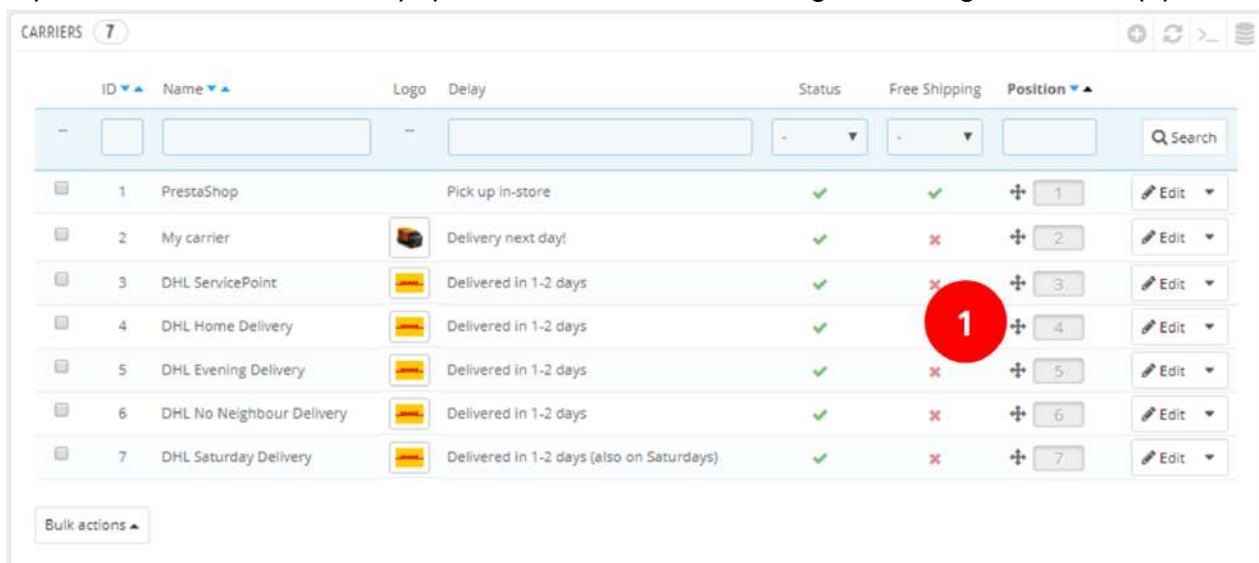 CARRIERS 7
ID Name Logo Delay Status Free Shipping Position
-- -- - - Search
1 PrestaShop Pick up in-store 1 Edit
2 My carrier Delivery next day! 2 Edit
3 DHL ServicePoint Delivered in 1-2 days 3 Edit
4 DHL Home Delivery Delivered in 1-2 days 1 4 Edit
5 DHL Evening Delivery Delivered in 1-2 days 5 Edit
6 DHL No Neighbour Delivery Delivered in 1-2 days 6 Edit
7 DHL Saturday Delivery Delivered in 1-2 days (also on Saturdays) 7 Edit
Bulk actions